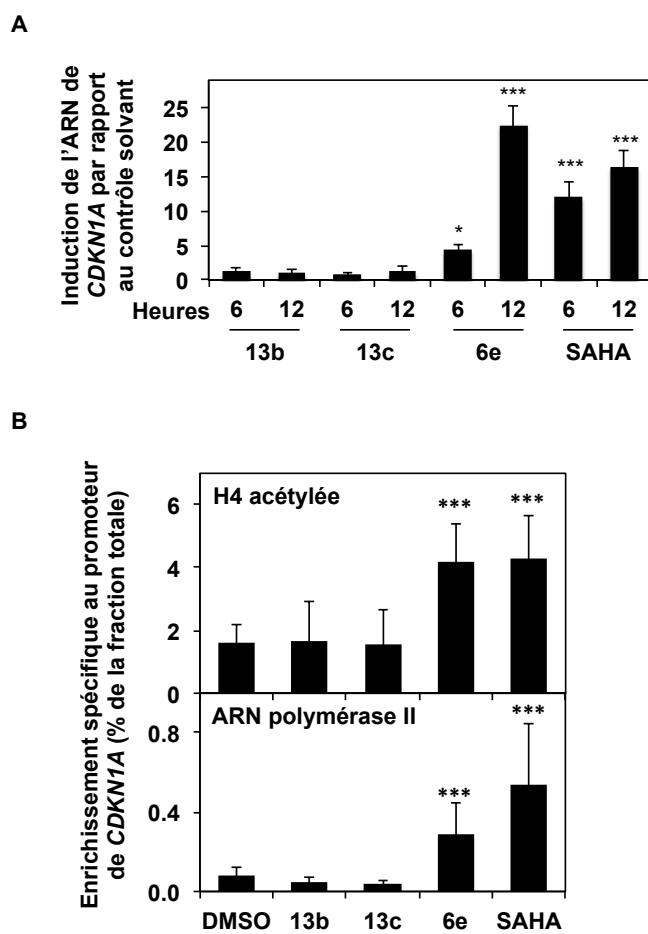 A
Induction de l'ARN de
CDKN1A par rapport
au contrôle solvant
25
20
15
10
5
0
*
***
***
***
Heures 6 12 6 12 6 12 6 12
13b 13c 6e SAHA
B
Enrichissement spécifique au promoteur
de CDKN1A (% de la fraction totale)
H4 acétylée
6
4
2
0
*** ***
ARN polymérase II
0.8
0.4
0.0
*** ***
DMSO 13b 13c 6e SAHA